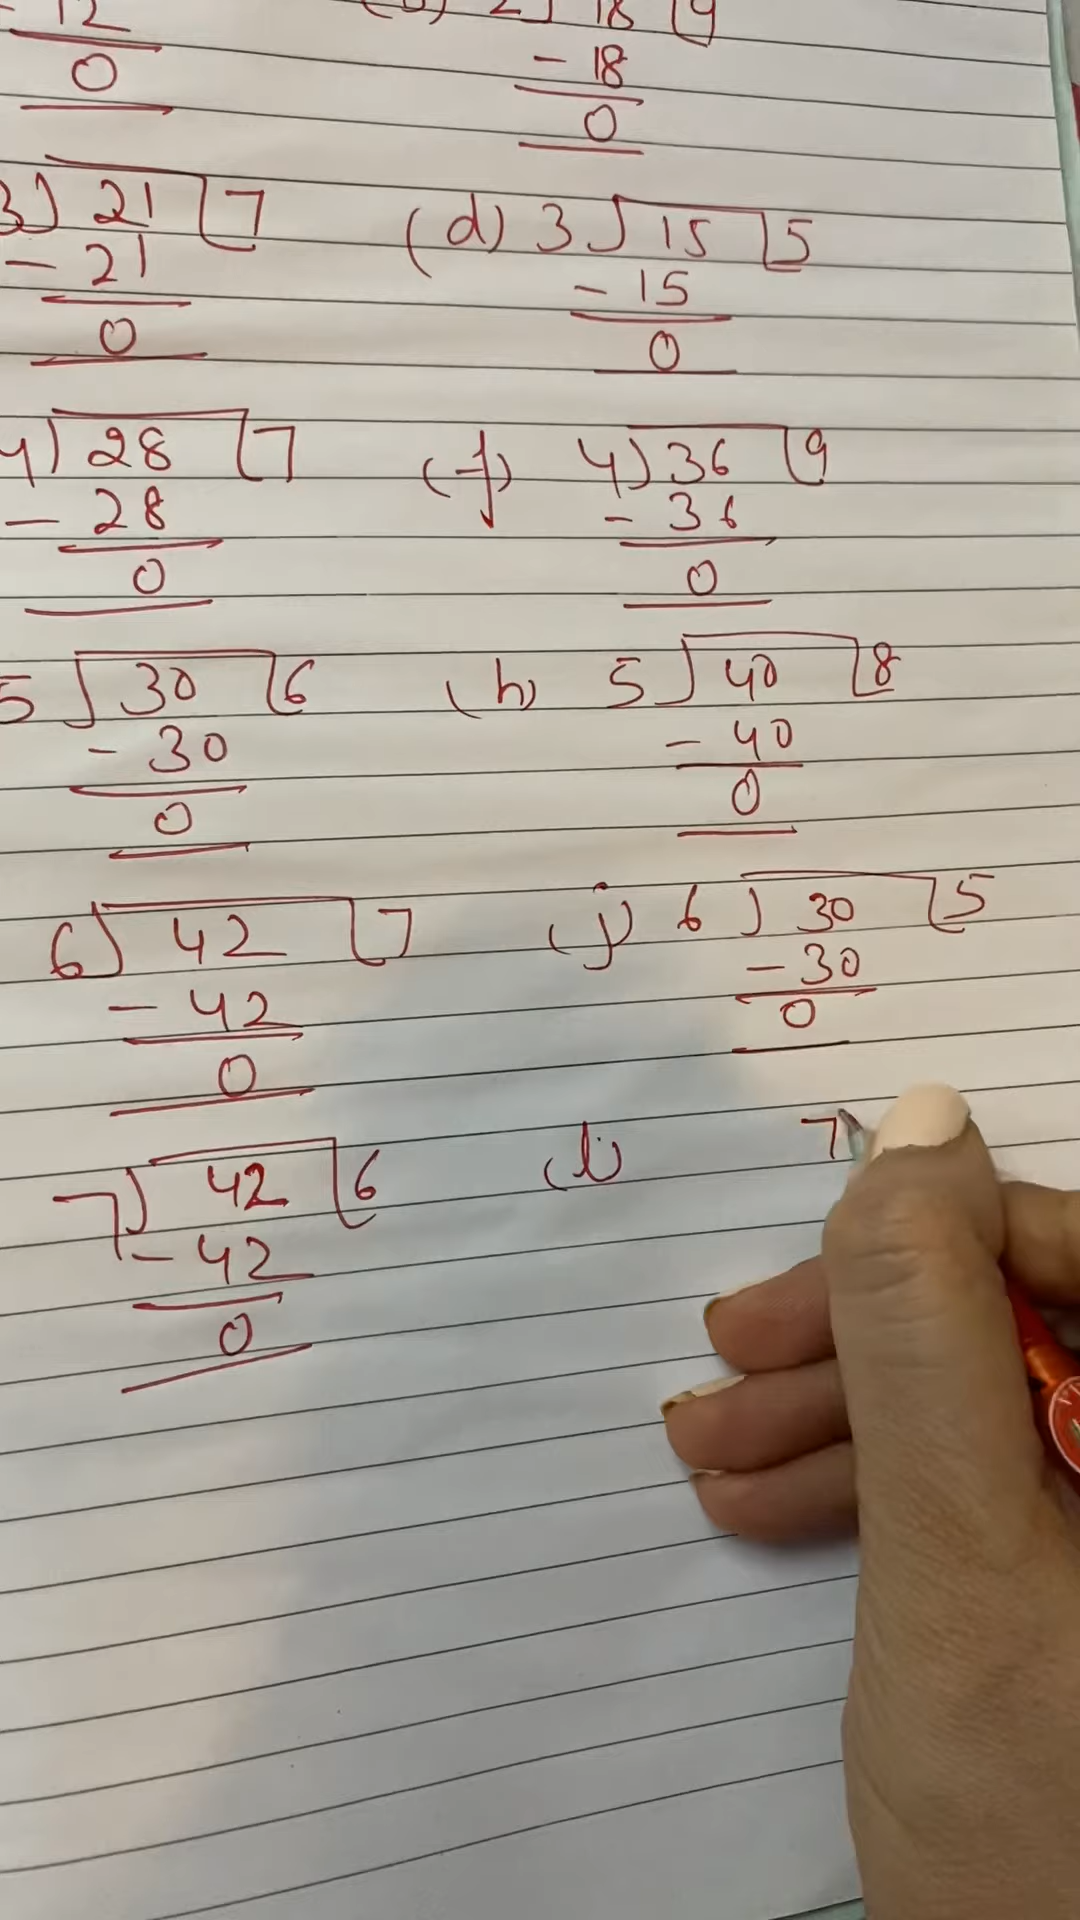 - 12
2 18 9
0
- 18
0
3 21 7 (d) 3 15 5
- 21 - 15
0 0
4 28 7 (f) 4 36 9
- 28 - 36
0 0
5 30 6 (h) 5 40 8
- 30 - 40
0 0
6 42 7 (j) 6 30 5
- 42 - 30
0 0
7 42 6 (l) 7
- 42
0